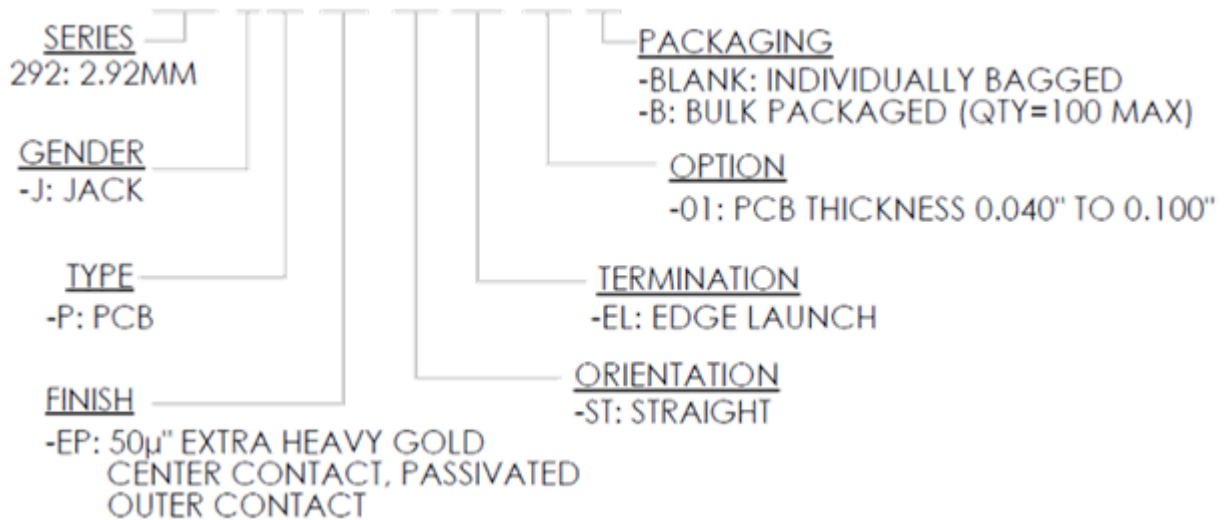 SERIES
292: 2.92MM
GENDER
-J: JACK
TYPE
-P: PCB
FINISH
-EP: 50µ" EXTRA HEAVY GOLD
CENTER CONTACT, PASSIVATED
OUTER CONTACT
PACKAGING
-BLANK: INDIVIDUALLY BAGGED
-B: BULK PACKAGED (QTY=100 MAX)
OPTION
-01: PCB THICKNESS 0.040" TO 0.100"
TERMINATION
-EL: EDGE LAUNCH
ORIENTATION
-ST: STRAIGHT